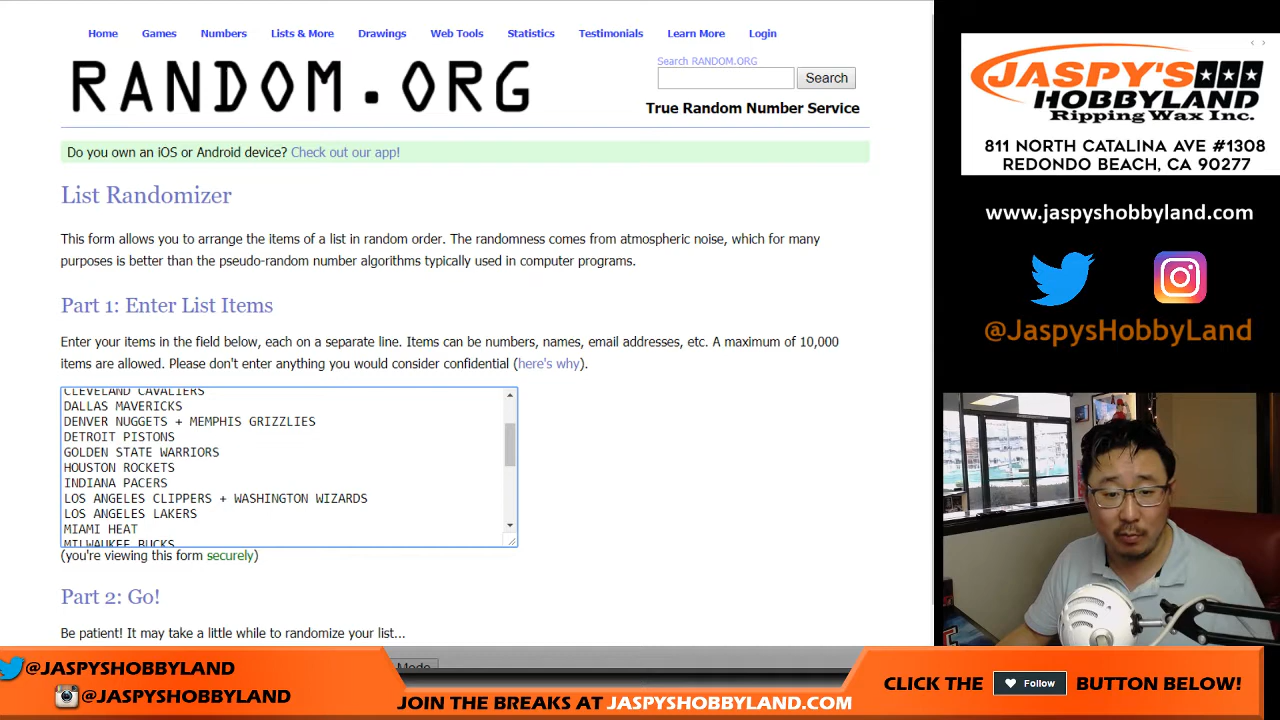 Home Games Numbers Lists & More Drawings Web Tools Statistics Testimonials Learn More Login
RANDOM.ORG
Search RANDOM.ORG
Search
True Random Number Service
Do you own an iOS or Android device? Check out our app!
List Randomizer
This form allows you to arrange the items of a list in random order. The randomness comes from atmospheric noise, which for many
purposes is better than the pseudo-random number algorithms typically used in computer programs.
Part 1: Enter List Items
Enter your items in the field below, each on a separate line. Items can be numbers, names, email addresses, etc. A maximum of 10,000
items are allowed. Please don't enter anything you would consider confidential (here's why).
CLEVELAND CAVALIERS
DALLAS MAVERICKS
DENVER NUGGETS + MEMPHIS GRIZZLIES
DETROIT PISTONS
GOLDEN STATE WARRIORS
HOUSTON ROCKETS
INDIANA PACERS
LOS ANGELES CLIPPERS + WASHINGTON WIZARDS
LOS ANGELES LAKERS
MIAMI HEAT
MILWAUKEE BUCKS
(you're viewing this form securely)
Part 2: Go!
Be patient! It may take a little while to randomize your list...
Mode
JASPY'S
HOBBYLAND
Ripping Wax Inc.
811 NORTH CATALINA AVE #1308
REDONDO BEACH, CA 90277
www.jaspyshobbyland.com
@JaspysHobbyLand
@JASPYSHOBBYLAND
@JASPYSHOBBYLAND
JOIN THE BREAKS AT JASPYSHOBBYLAND.COM
CLICK THE Follow BUTTON BELOW!